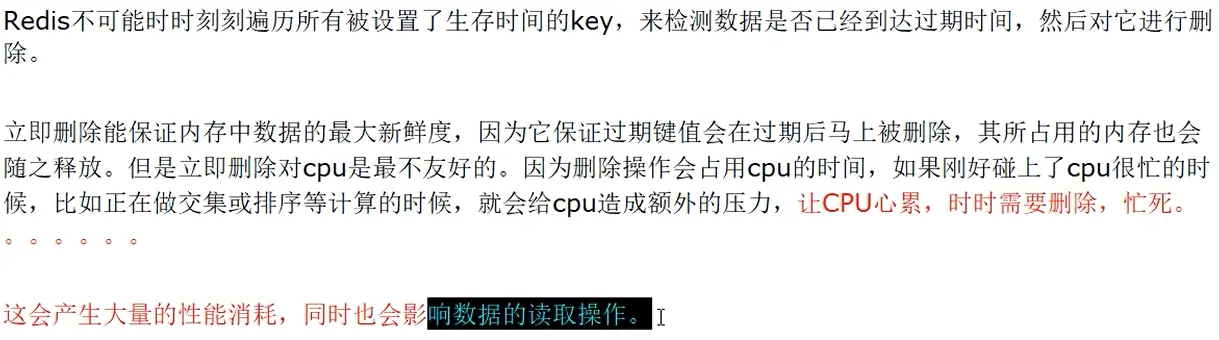 Redis不可能时时刻刻遍历所有被设置了生存时间的key，来检测数据是否已经到达过期时间，然后对它进行删
除。
立即删除能保证内存中数据的最大新鲜度，因为它保证过期键值会在过期后马上被删除，其所占用的内存也会
随之释放。但是立即删除对cpu是最不友好的。因为删除操作会占用cpu的时间，如果刚好碰上了cpu很忙的时
候，比如正在做交集或排序等计算的时候，就会给cpu造成额外的压力，让CPU心累，时时需要删除，忙死。
。。。。。。
这会产生大量的性能消耗，同时也会影响数据的读取操作。